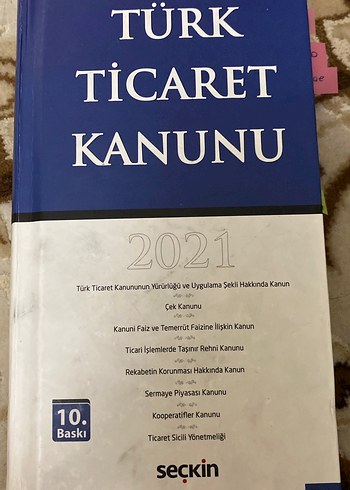 TÜRK
TİCARET
KANUNU
2021
Türk Ticaret Kanununun Yürürlüğü ve Uygulama Şekli Hakkında Kanun
Çek Kanunu
Kanuni Faiz ve Temerrüt Faizine İlişkin Kanun
Ticari İşlemlerde Taşınır Rehni Kanunu
Rekabetin Korunması Hakkında Kanun
Sermaye Piyasası Kanunu
Kooperatifler Kanunu
Ticaret Sicili Yönetmeliği
10.
Baskı
seçkin